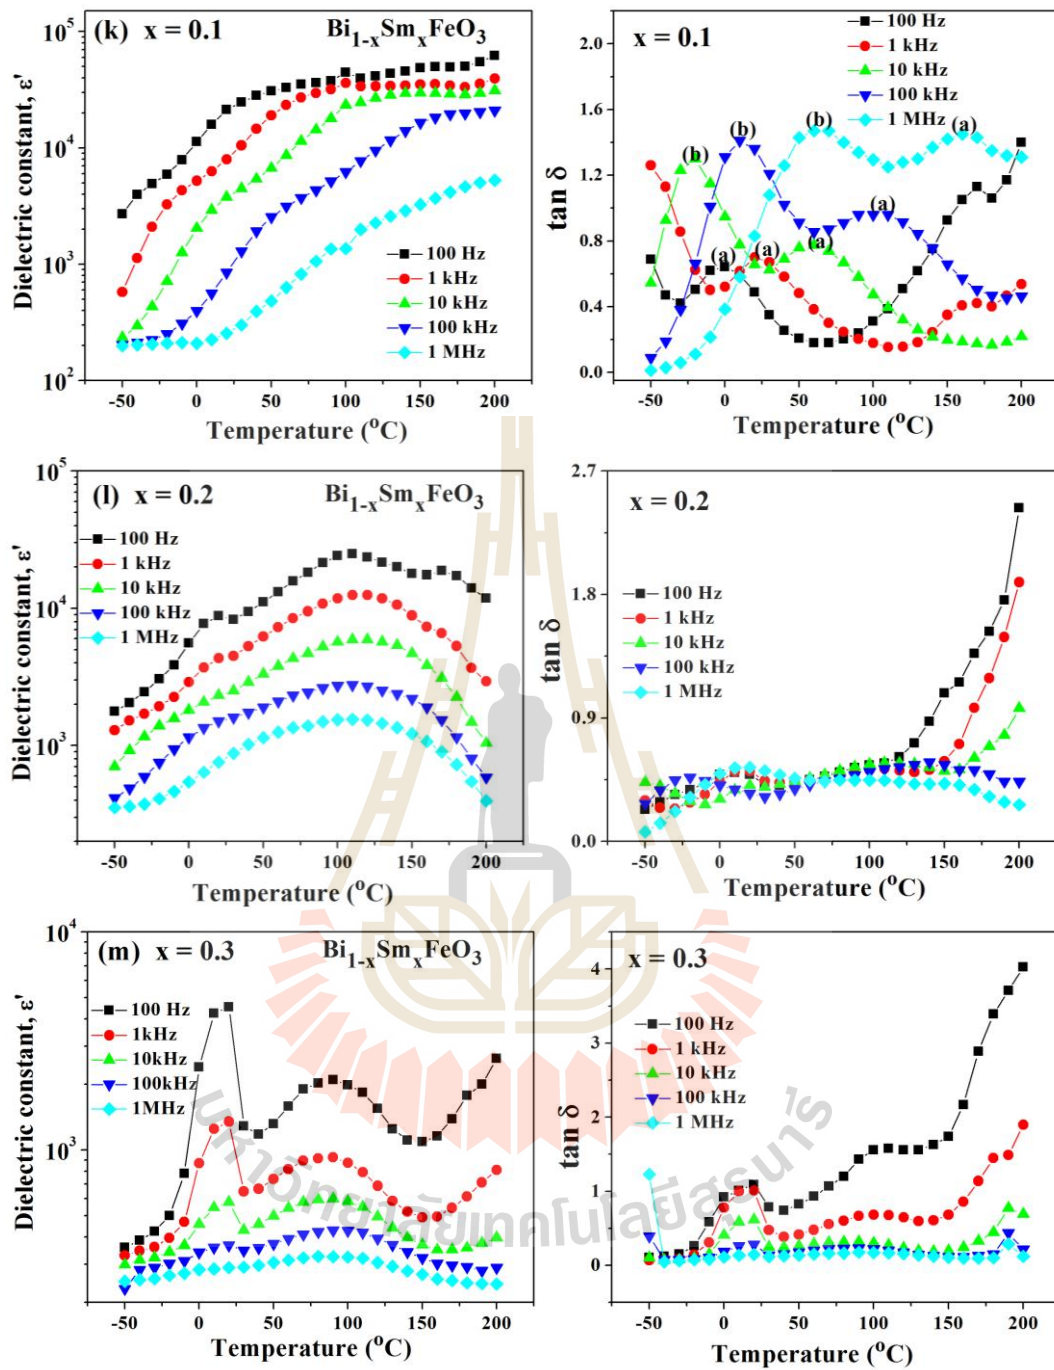 (k) x = 0.1 Bi1-xSmxFeO3
Dielectric constant, ε'
10^5
10^4
10^3
10^2
100 Hz
1 kHz
10 kHz
100 kHz
1 MHz
-50 0 50 100 150 200
Temperature (°C)
x = 0.1
100 Hz
1 kHz
10 kHz
100 kHz
1 MHz
tan δ
2.0
1.6
1.2
0.8
0.4
0.0
(b) (b) (b) (a)
(a) (a) (a) (a)
-50 0 50 100 150 200
Temperature (°C)
(l) x = 0.2 Bi1-xSmxFeO3
Dielectric constant, ε'
10^5
10^4
10^3
100 Hz
1 kHz
10 kHz
100 kHz
1 MHz
-50 0 50 100 150 200
Temperature (°C)
x = 0.2
tan δ
2.7
1.8
0.9
0.0
100 Hz
1 kHz
10 kHz
100 kHz
1 MHz
-50 0 50 100 150 200
Temperature (°C)
(m) x = 0.3 Bi1-xSmxFeO3
Dielectric constant, ε'
10^4
10^3
100 Hz
1kHz
10kHz
100kHz
1MHz
-50 0 50 100 150 200
Temperature (°C)
x = 0.3
tan δ
4
3
2
1
0
100 Hz
1 kHz
10 kHz
100 kHz
1 MHz
-50 0 50 100 150 200
Temperature (°C)
มหาวิทยาลัยเทคโนโลยีสุรนารี